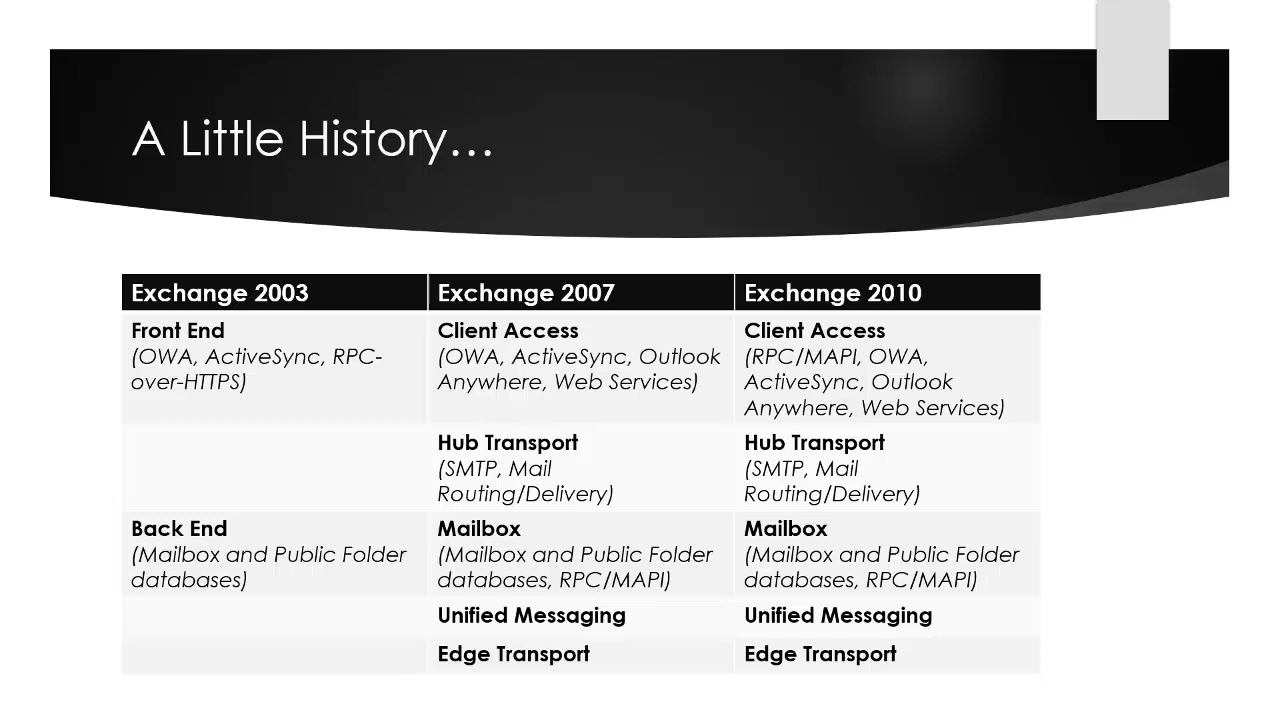 A Little History…
Exchange 2003
Exchange 2007
Exchange 2010
Front End
(OWA, ActiveSync, RPC-
over-HTTPS)
Client Access
(OWA, ActiveSync, Outlook
Anywhere, Web Services)
Client Access
(RPC/MAPI, OWA,
ActiveSync, Outlook
Anywhere, Web Services)
Hub Transport
(SMTP, Mail
Routing/Delivery)
Hub Transport
(SMTP, Mail
Routing/Delivery)
Back End
(Mailbox and Public Folder
databases)
Mailbox
(Mailbox and Public Folder
databases, RPC/MAPI)
Mailbox
(Mailbox and Public Folder
databases, RPC/MAPI)
Unified Messaging
Unified Messaging
Edge Transport
Edge Transport